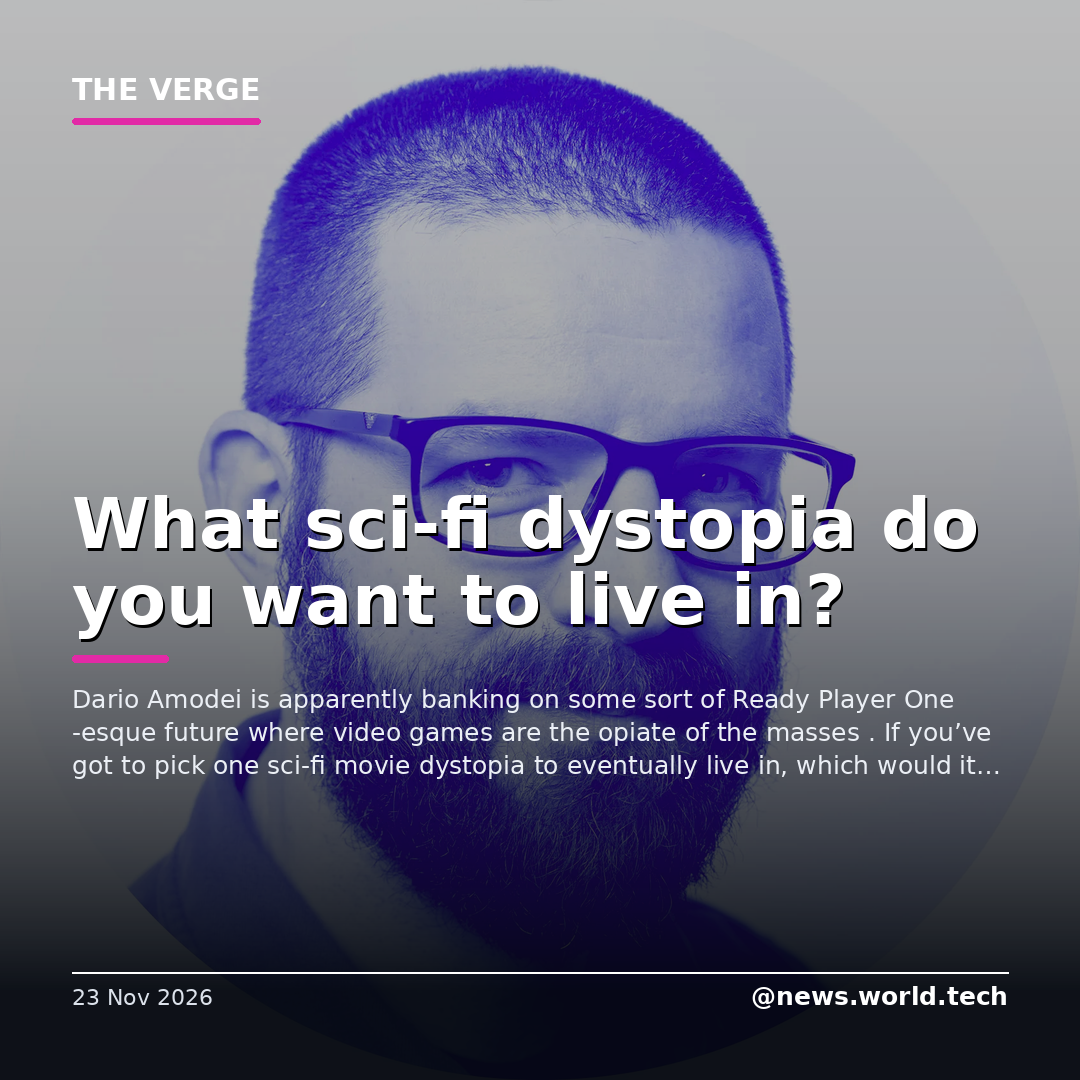 THE VERGE
What sci-fi dystopia do
you want to live in?
Dario Amodei is apparently banking on some sort of Ready Player One
-esque future where video games are the opiate of the masses . If you’ve
got to pick one sci-fi movie dystopia to eventually live in, which would it…
23 Nov 2026
@news.world.tech